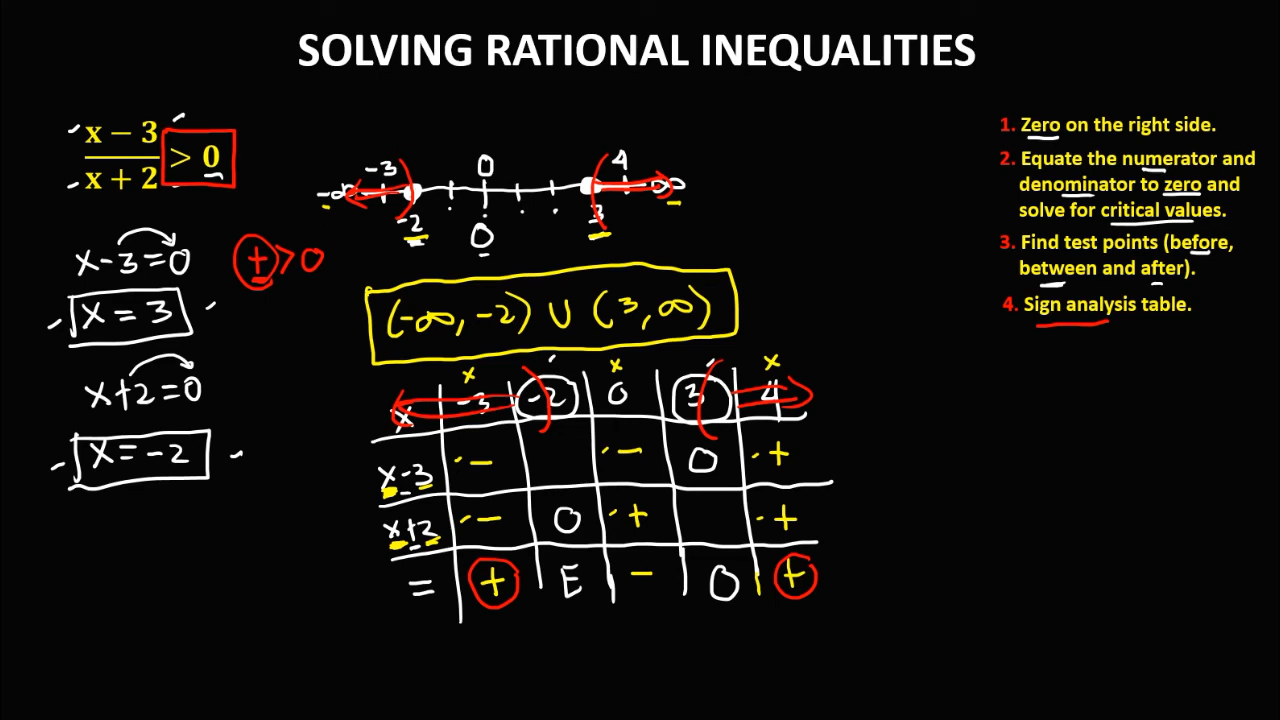 SOLVING RATIONAL INEQUALITIES
x − 3
x + 2
> 0
x-3=0
x = 3
x+2=0
x = -2
+ > 0
-3 0 4
-∞ ∞
-2 0 3
(-∞, -2) ∪ (3, ∞)
x x x
x -3 -2 0 3 4
x-3 - - 0 +
x+2 - 0 + +
= + E - 0 +
1. Zero on the right side.
2. Equate the numerator and
denominator to zero and
solve for critical values.
3. Find test points (before,
between and after).
4. Sign analysis table.